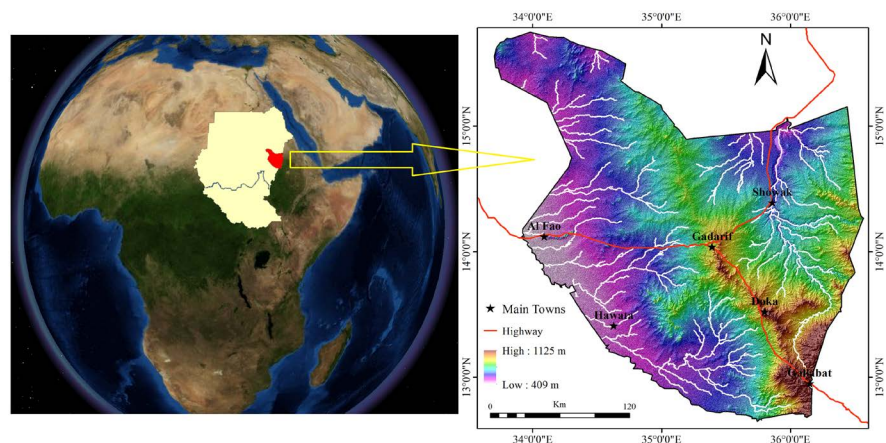 34°0'0"E 35°0'0"E 36°0'0"E
N
15°0'0"N 15°0'0"N
Showak
Al Fao
Gadarif
14°0'0"N 14°0'0"N
Duka
★ Main Towns
Hawata
Highway
High : 1125 m
Gallabat
Low : 409 m
13°0'0"N 13°0'0"N
Km
0 120
34°0'0"E 35°0'0"E 36°0'0"E